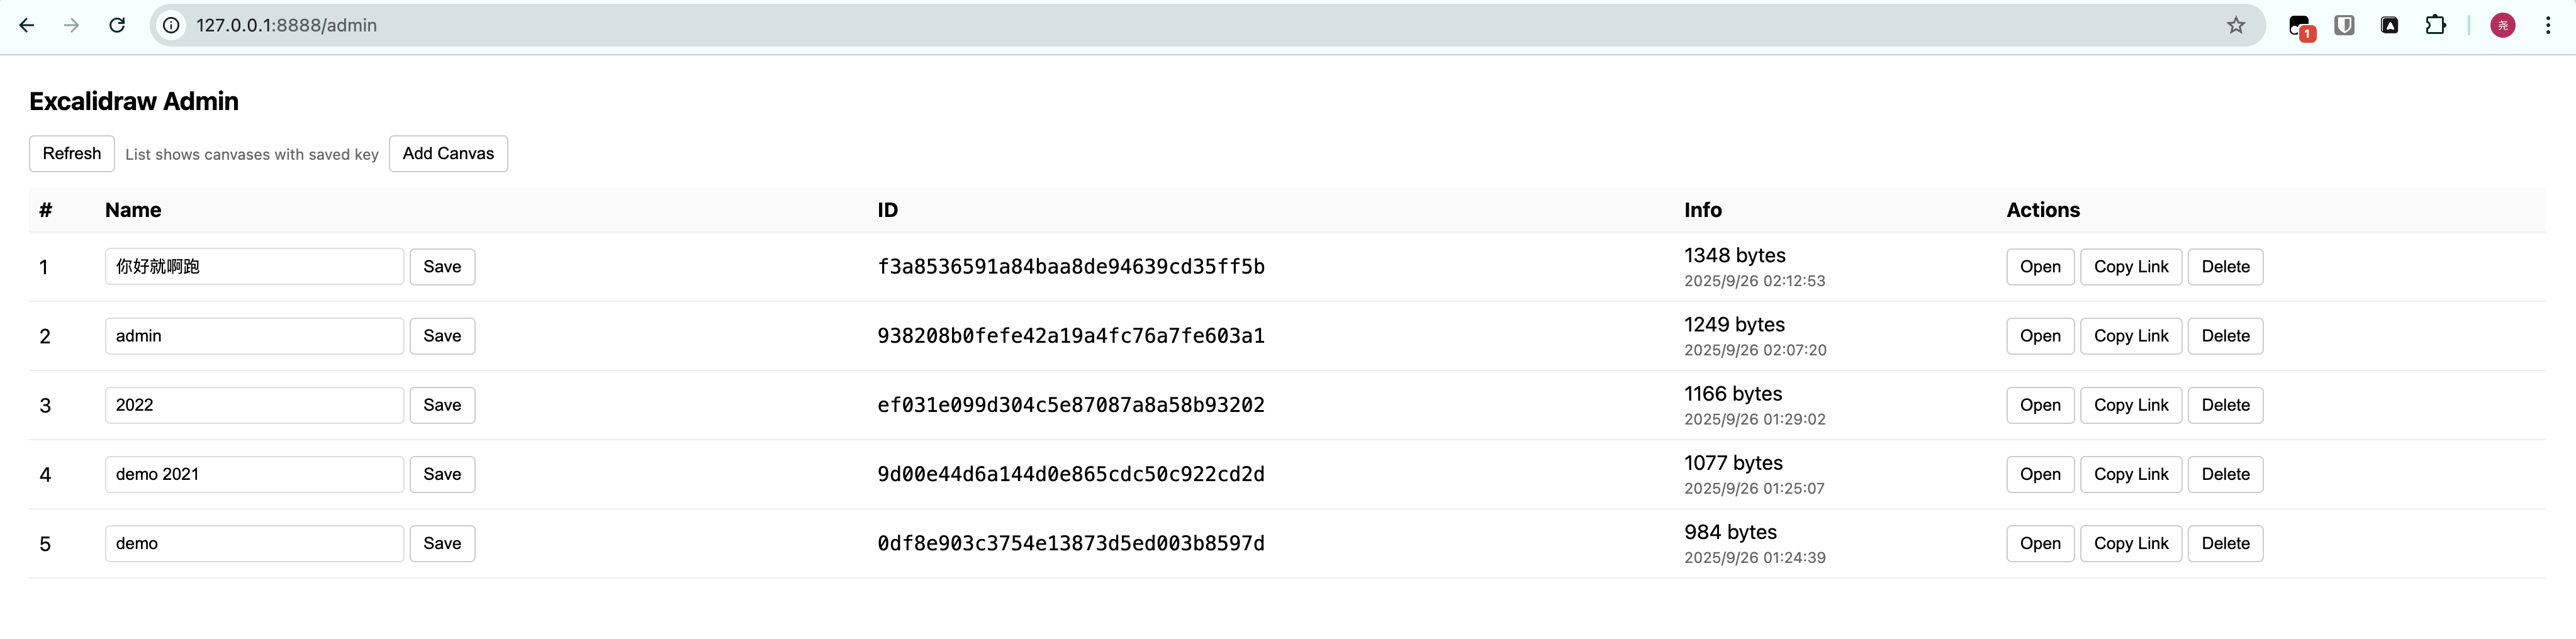 127.0.0.1:8888/admin
1
尧
Excalidraw Admin
Refresh List shows canvases with saved key Add Canvas
# Name ID Info Actions
1 你好就啊跑 Save f3a8536591a84baa8de94639cd35ff5b 1348 bytes Open Copy Link Delete
2025/9/26 02:12:53
2 admin Save 938208b0fefe42a19a4fc76a7fe603a1 1249 bytes Open Copy Link Delete
2025/9/26 02:07:20
3 2022 Save ef031e099d304c5e87087a8a58b93202 1166 bytes Open Copy Link Delete
2025/9/26 01:29:02
4 demo 2021 Save 9d00e44d6a144d0e865cdc50c922cd2d 1077 bytes Open Copy Link Delete
2025/9/26 01:25:07
5 demo Save 0df8e903c3754e13873d5ed003b8597d 984 bytes Open Copy Link Delete
2025/9/26 01:24:39